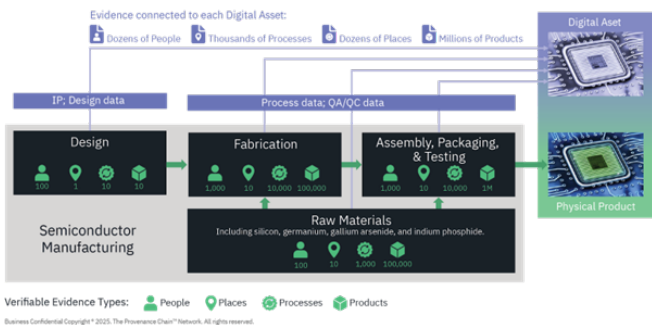 Evidence connected to each Digital Asset:
Dozens of People
Thousands of Processes
Dozens of Places
Millions of Products
Digital Aset
IP; Design data
Process data; QA/QC data
Design
100
1
10
10
Fabrication
1,000
10
10,000
100,000
Assembly, Packaging,
& Testing
1,000
10
10,000
1M
Physical Product
Semiconductor
Manufacturing
Raw Materials
Including silicon, germanium, gallium arsenide, and indium phosphide.
100
10
1,000
100,000
Verifiable Evidence Types:
People
Places
Processes
Products
Business Confidential Copyright © 2025. The Provenance Chain™ Network. All rights reserved.